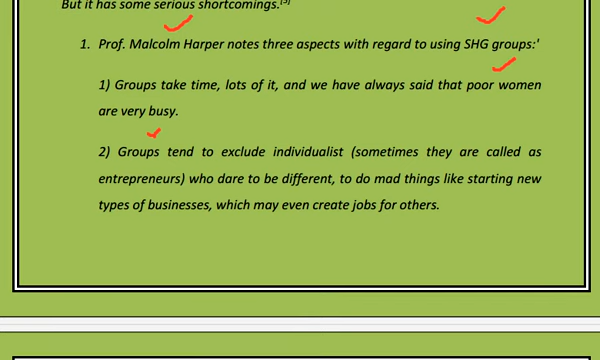 But it has some serious shortcomings.[3]
1. Prof. Malcolm Harper notes three aspects with regard to using SHG groups:'
1) Groups take time, lots of it, and we have always said that poor women
are very busy.
2) Groups tend to exclude individualist (sometimes they are called as
entrepreneurs) who dare to be different, to do mad things like starting new
types of businesses, which may even create jobs for others.